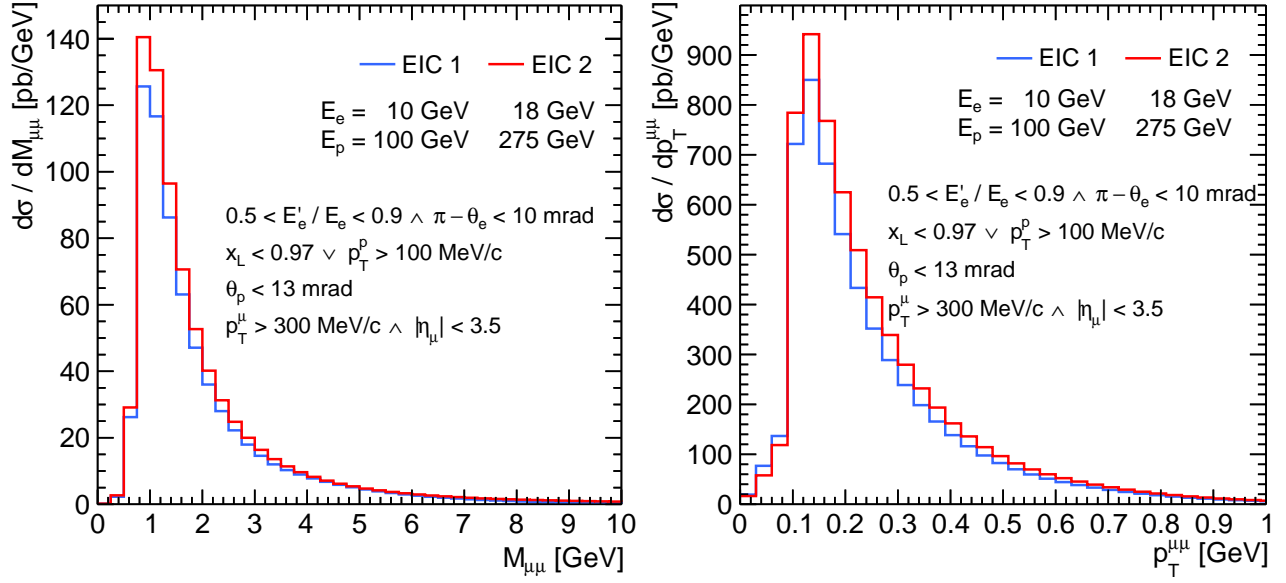 dσ / dM_μμ [pb/GeV]
140
120
100
80
60
40
20
0
EIC 1 EIC 2
E_e = 10 GeV 18 GeV
E_p = 100 GeV 275 GeV
0.5 < E'_e / E_e < 0.9 ∧ π − θ_e < 10 mrad
x_L < 0.97 ∨ p_T^p > 100 MeV/c
θ_p < 13 mrad
p_T^μ > 300 MeV/c ∧ |η_μ| < 3.5
0 1 2 3 4 5 6 7 8 9 10
M_μμ [GeV]
dσ / dp_T^μμ [pb/GeV]
900
800
700
600
500
400
300
200
100
0
EIC 1 EIC 2
E_e = 10 GeV 18 GeV
E_p = 100 GeV 275 GeV
0.5 < E'_e / E_e < 0.9 ∧ π − θ_e < 10 mrad
x_L < 0.97 ∨ p_T^p > 100 MeV/c
θ_p < 13 mrad
p_T^μ > 300 MeV/c ∧ |η_μ| < 3.5
0 0.1 0.2 0.3 0.4 0.5 0.6 0.7 0.8 0.9 1
p_T^μμ [GeV]